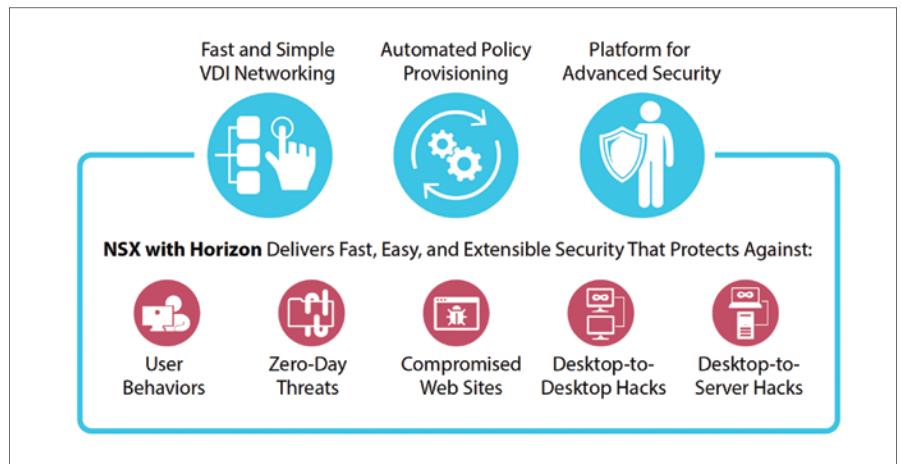 Fast and Simple
VDI Networking
Automated Policy
Provisioning
Platform for
Advanced Security
NSX with Horizon Delivers Fast, Easy, and Extensible Security That Protects Against:
User
Behaviors
Zero-Day
Threats
Compromised
Web Sites
Desktop-to-
Desktop Hacks
Desktop-to-
Server Hacks